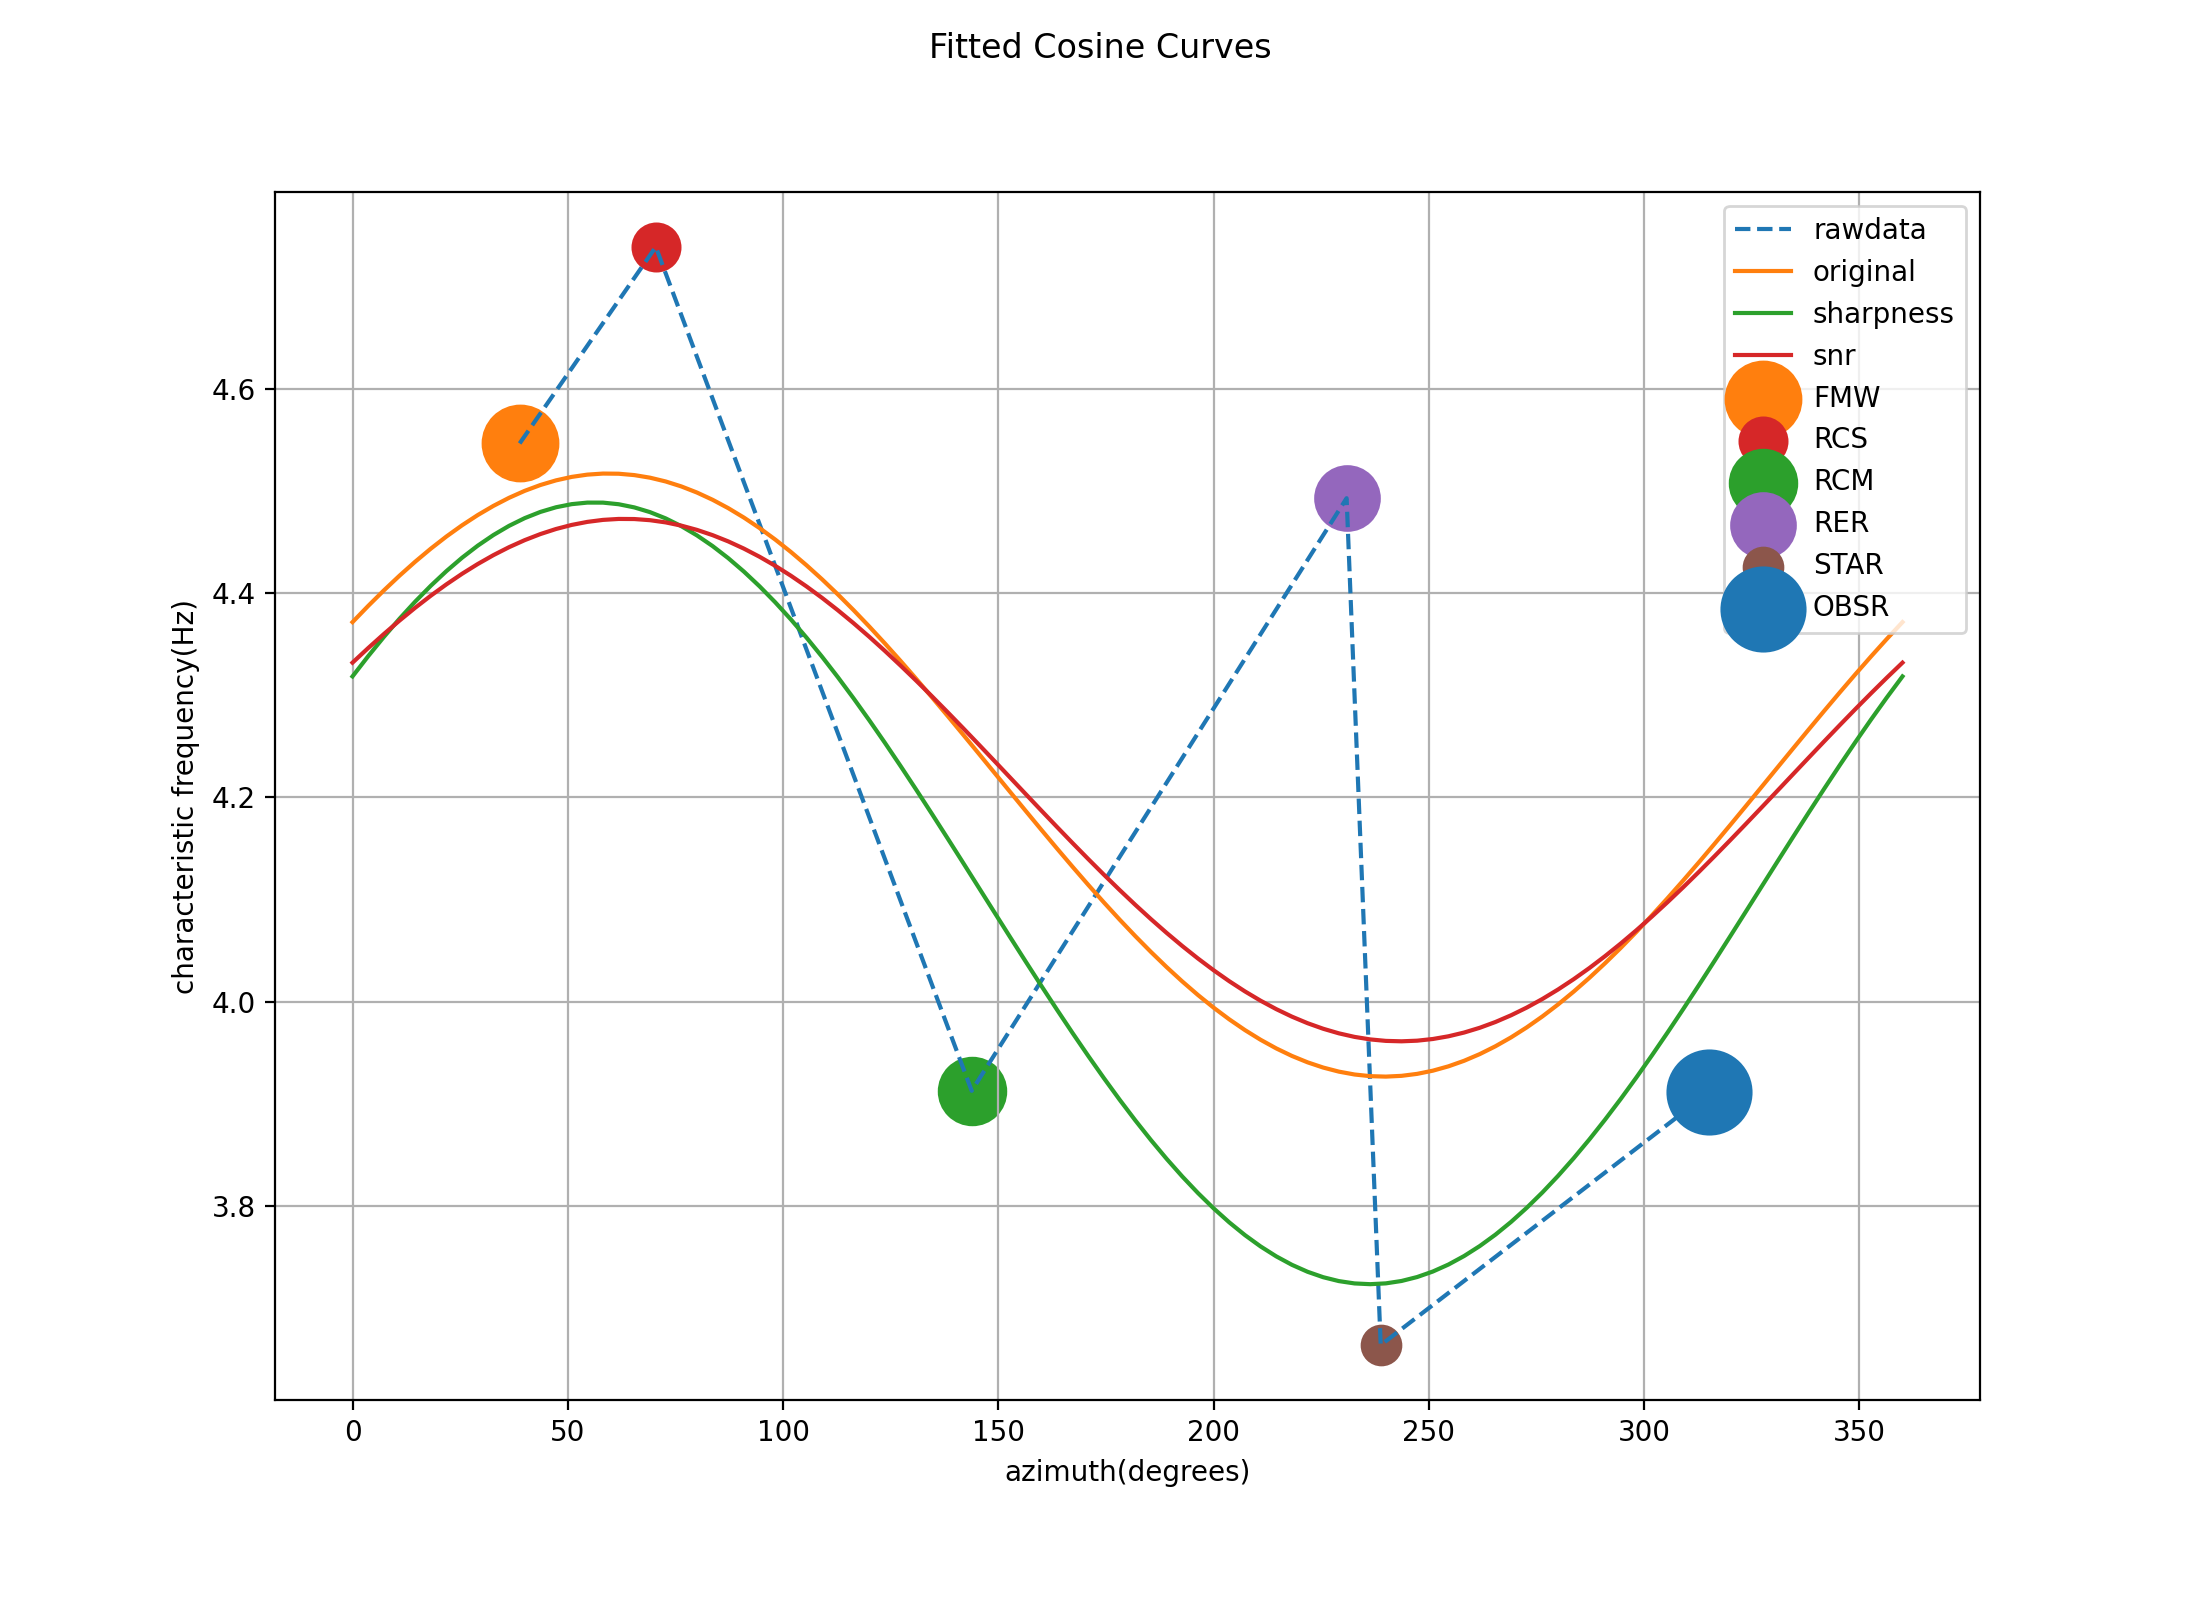 Fitted Cosine Curves
rawdata
original
sharpness
snr
FMW
RCS
RCM
RER
STAR
OBSR
characteristic frequency(Hz)
4.6
4.4
4.2
4.0
3.8
0 50 100 150 200 250 300 350
azimuth(degrees)